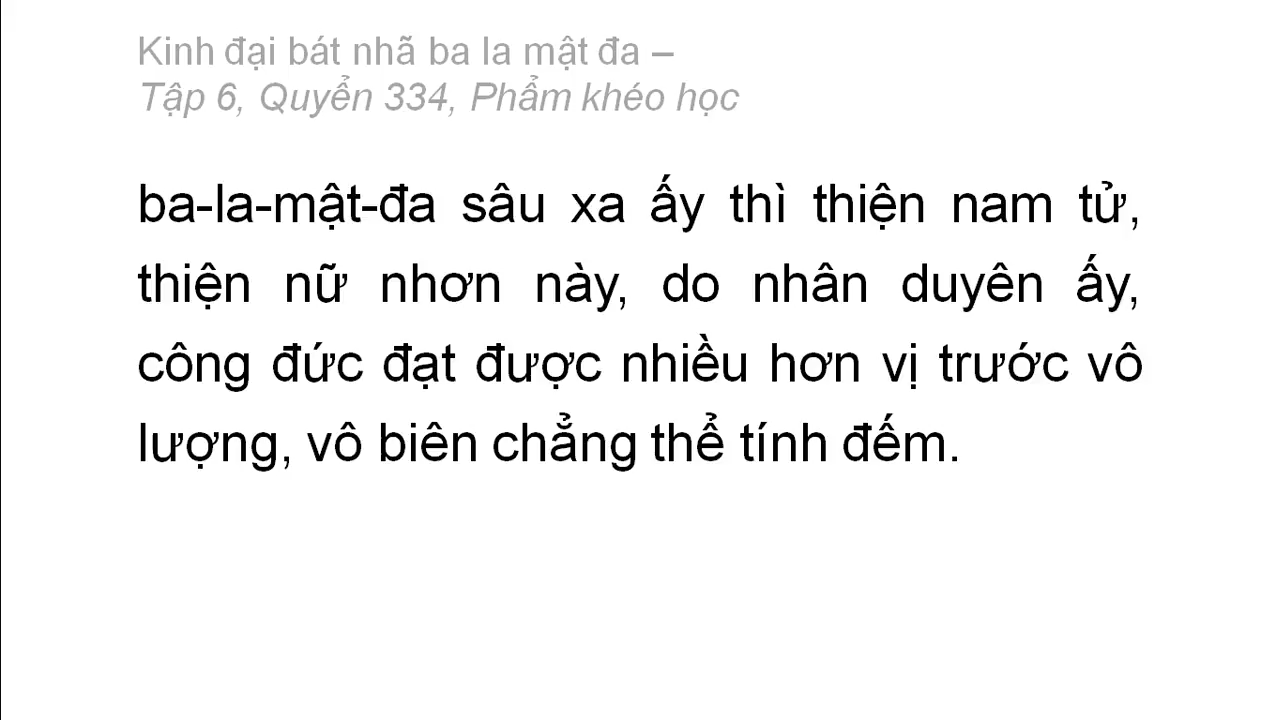 Kinh đại bát nhã ba la mật đa –
Tập 6, Quyển 334, Phẩm khéo học
ba-la-mật-đa sâu xa ấy thì thiện nam tử,
thiện nữ nhơn này, do nhân duyên ấy,
công đức đạt được nhiều hơn vị trước vô
lượng, vô biên chẳng thể tính đếm.